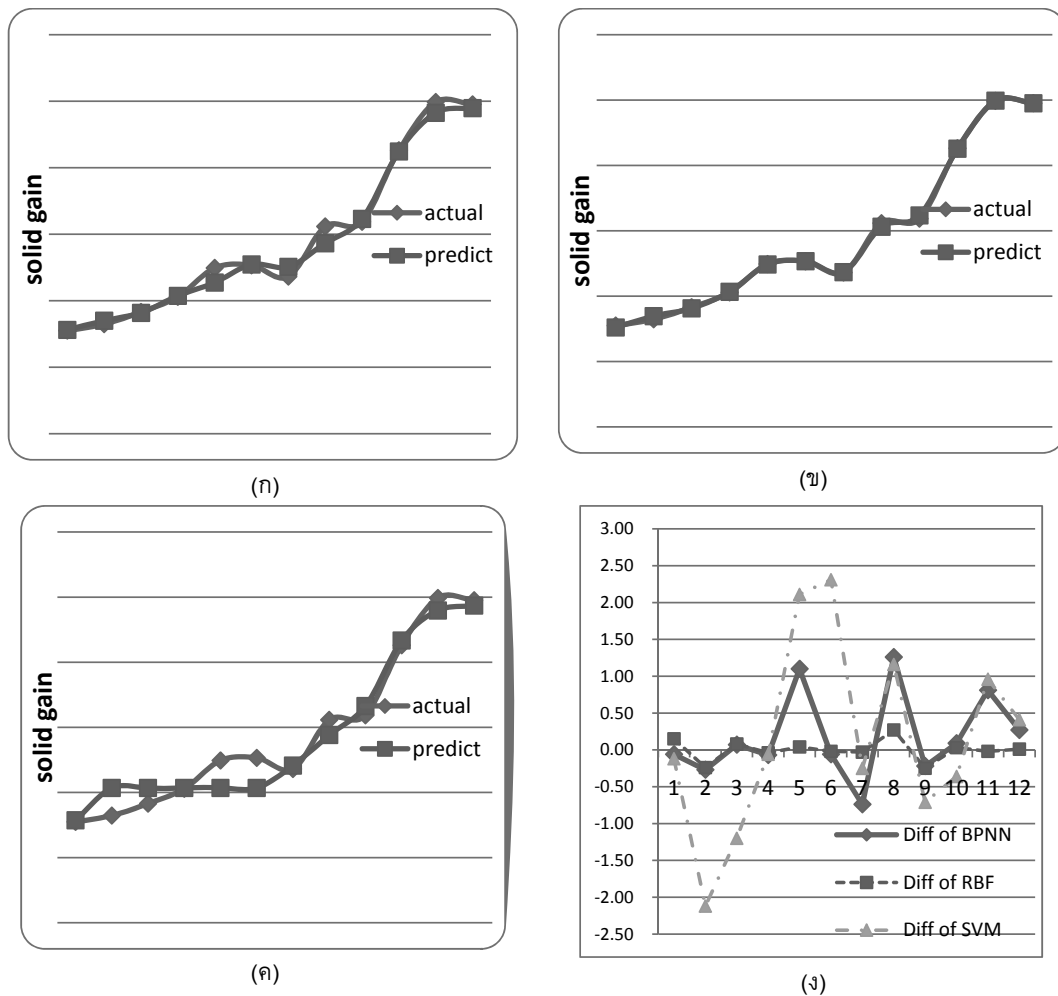 solid gain
actual
predict
(ก)
solid gain
actual
predict
(ข)
solid gain
actual
predict
(ค)
3.00
2.50
2.00
1.50
1.00
0.50
0.00
-0.50
-1.00
-1.50
-2.00
-2.50
1 2 3 4 5 6 7 8 9 10 11 12
Diff of BPNN
Diff of RBF
Diff of SVM
(ง)